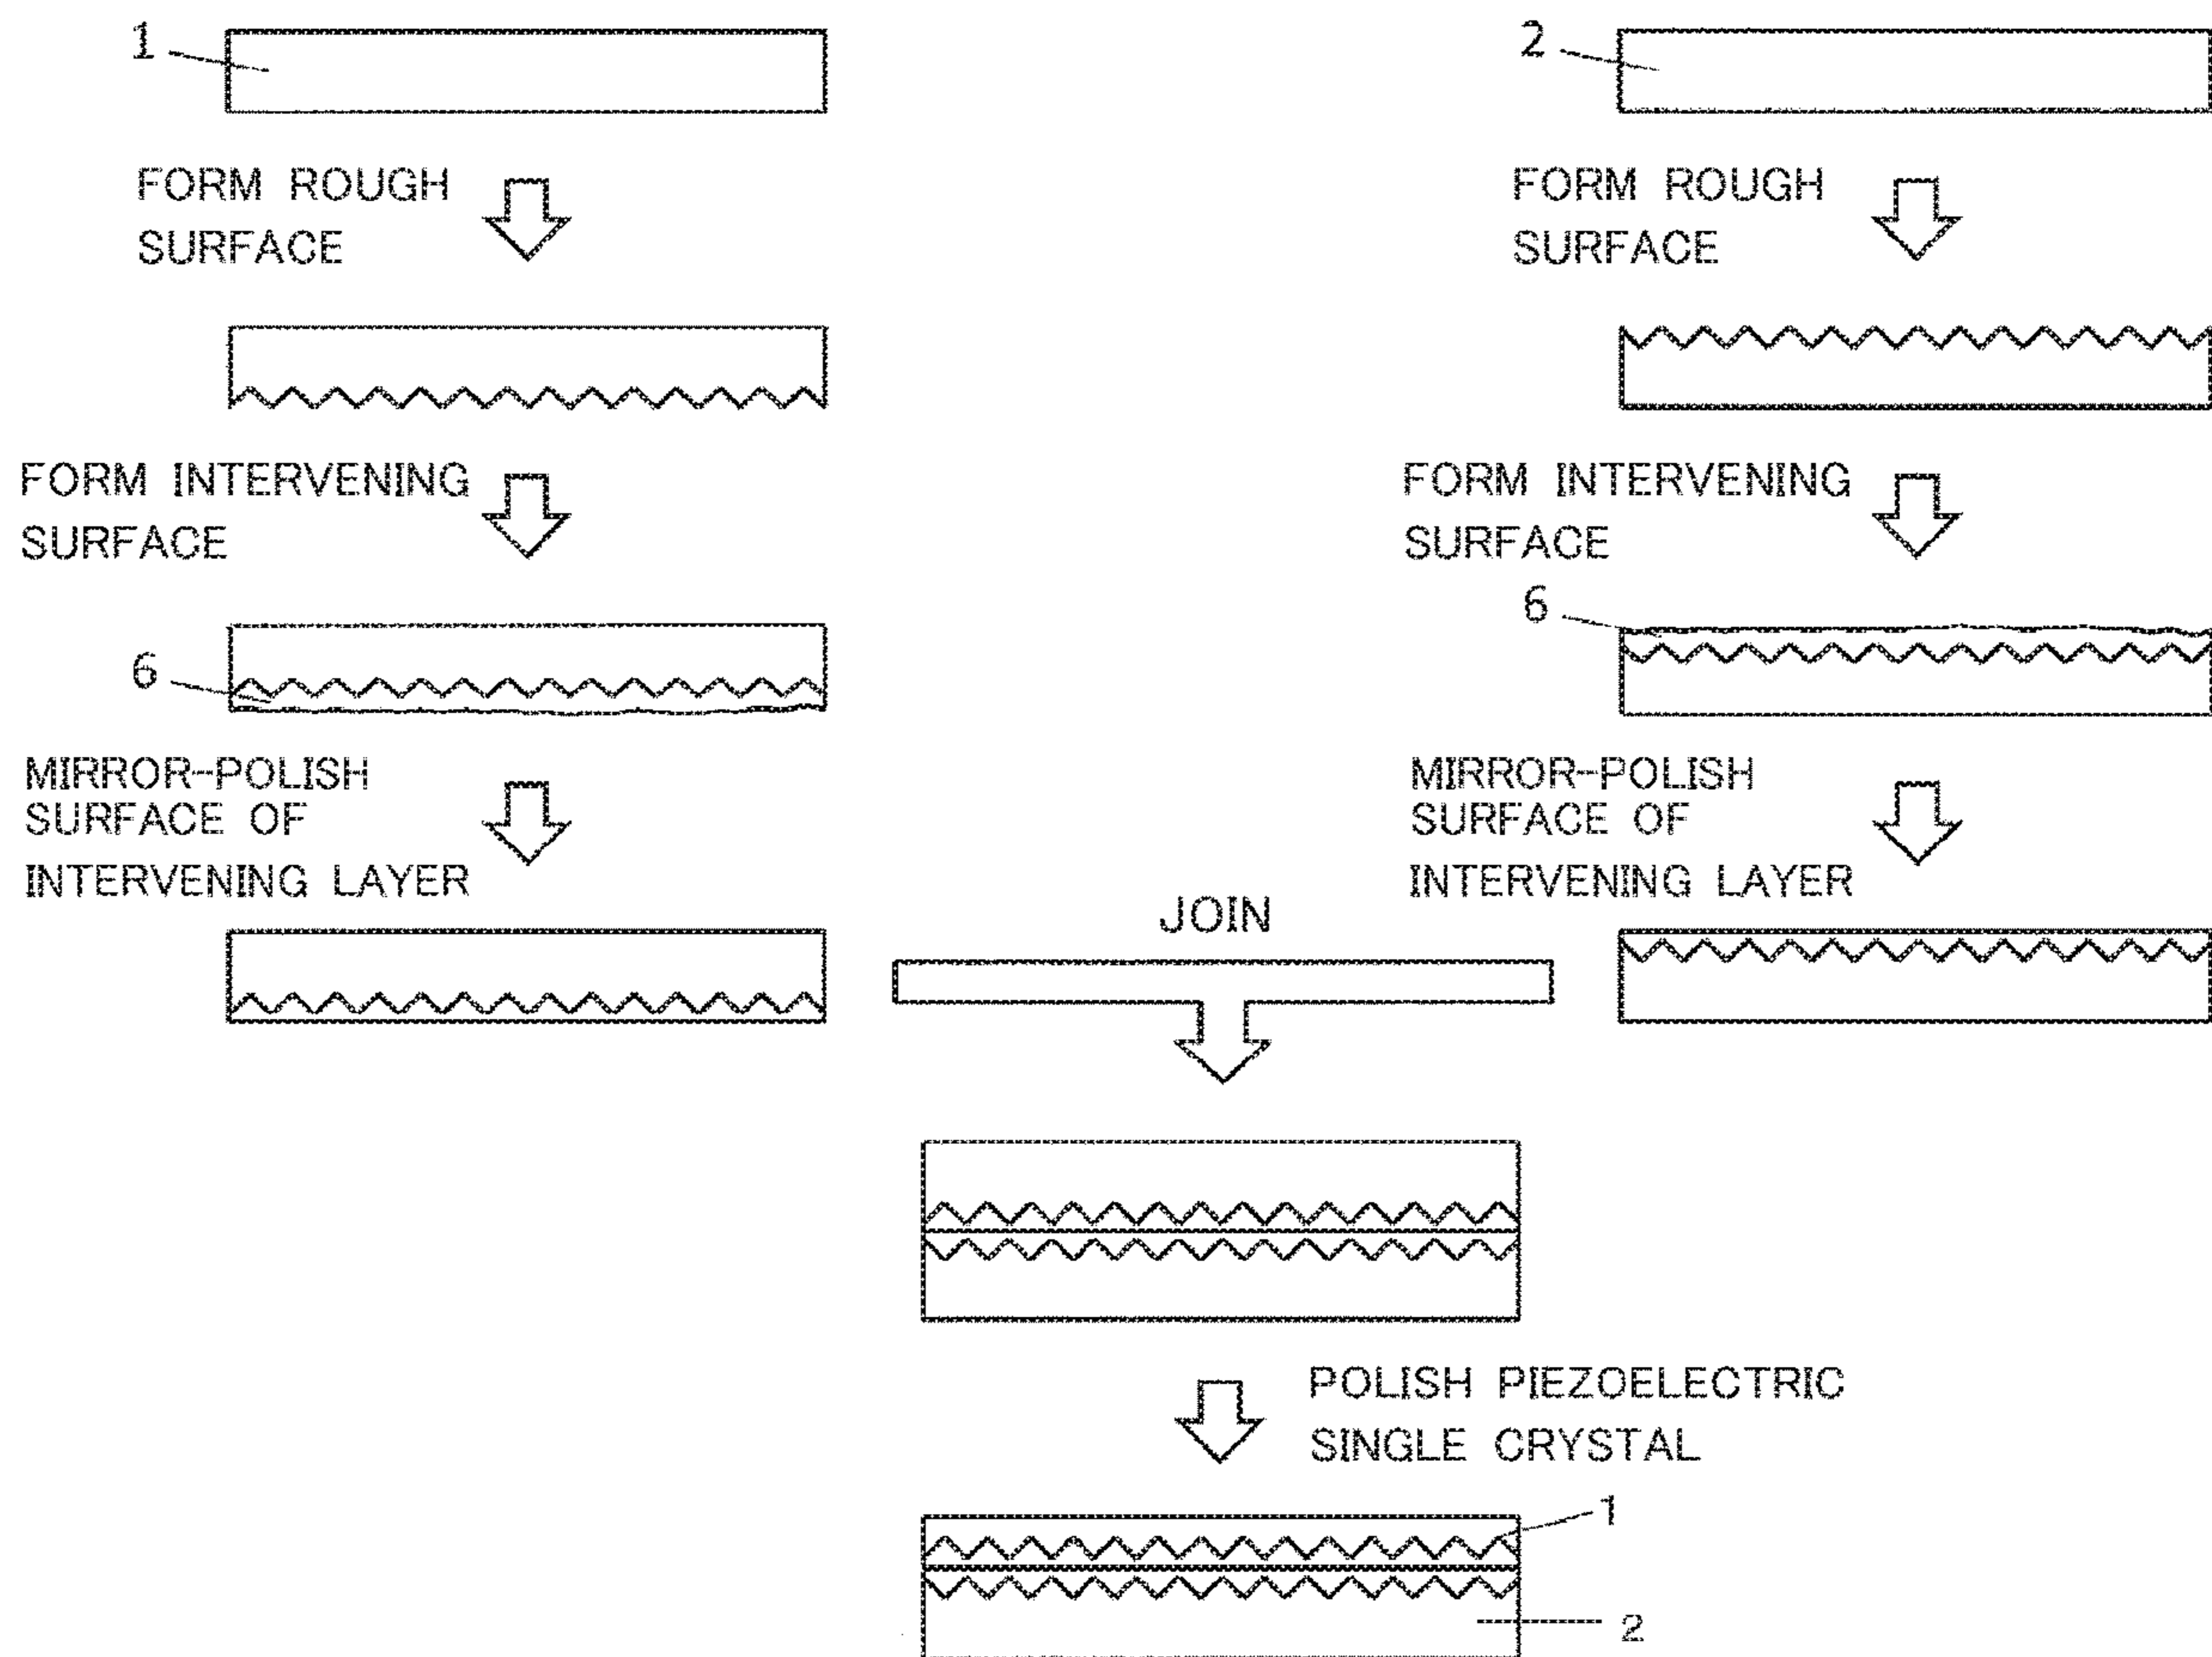 1
2
FORM ROUGH
SURFACE
FORM ROUGH
SURFACE
FORM INTERVENING
SURFACE
FORM INTERVENING
SURFACE
6
6
MIRROR-POLISH
SURFACE OF
INTERVENING LAYER
MIRROR-POLISH
SURFACE OF
INTERVENING LAYER
JOIN
POLISH PIEZOELECTRIC
SINGLE CRYSTAL
1
2